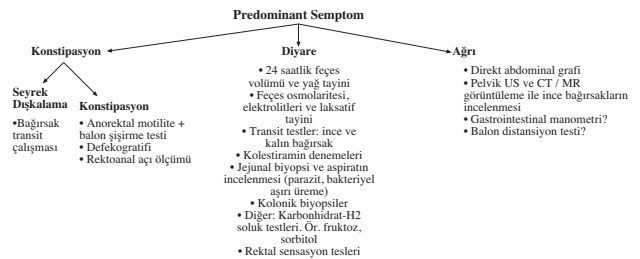 Predominant Semptom
Konstipasyon
Diyare
Ağrı
Seyrek
Dışkalama
•Bağırsak
transit
çalışması
Konstipasyon
• Anorektal motilite +
balon şişirme testi
• Defekografifi
• Rektoanal açı ölçümü
• 24 saatlik feçes
volümü ve yağ tayini
• Feçes osmolaritesi,
elektrolitleri ve laksatif
tayini
• Transit testler: ince ve
kalın bağırsak
• Kolestiramin denemeleri
• Jejunal biyopsi ve aspiratın
incelenmesi (parazit, bakteriyel
aşırı üreme)
• Kolonik biyopsiler
• Diğer: Karbonhidrat-H2
soluk testleri. Ör. fruktoz,
sorbitol
• Rektal sensasyon tesleri
• Direkt abdominal grafi
• Pelvik US ve CT / MR
görüntüleme ile ince bağırsakların
incelenmesi
• Gastrointestinal manometri?
• Balon distansiyon testi?